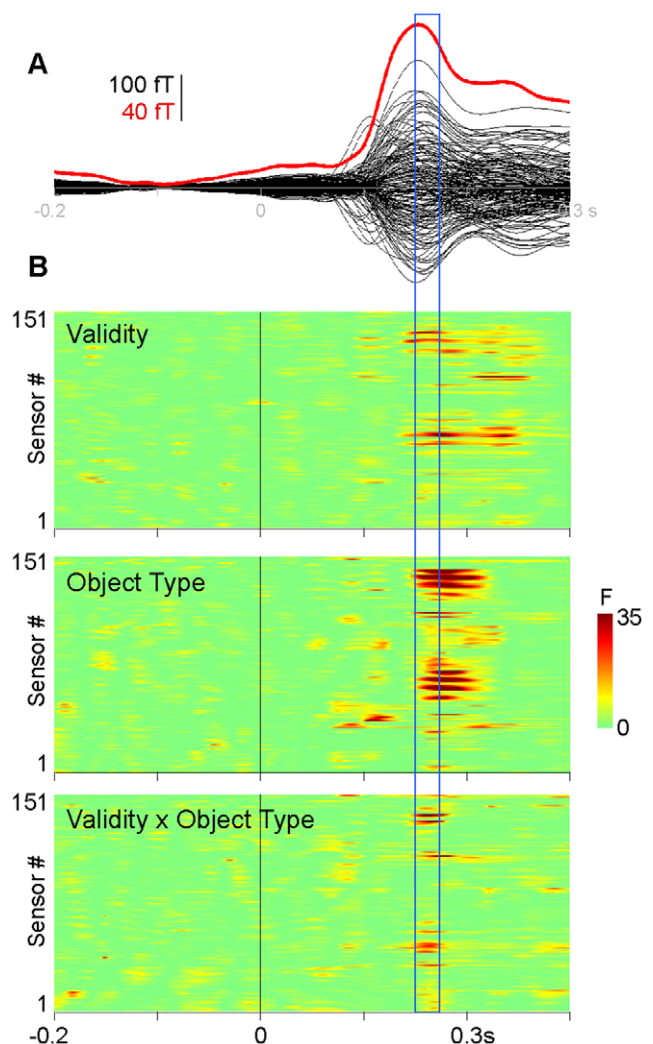 A
100 fT
40 fT
-0.2
0
0.3 s
B
151
Validity
Sensor #
1
151
Object Type
Sensor #
1
F
35
0
151
Validity x Object Type
Sensor #
1
-0.2
0
0.3s